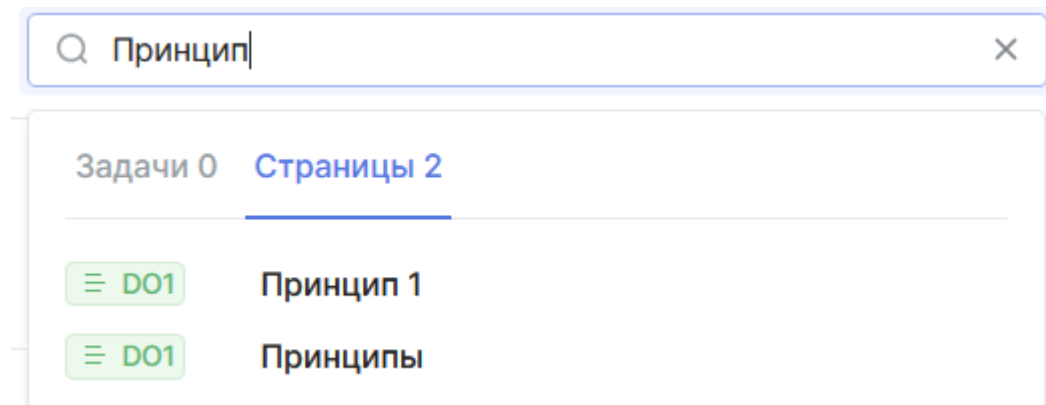 Принцип
Задачи 0 Страницы 2
DO1 Принцип 1
DO1 Принципы